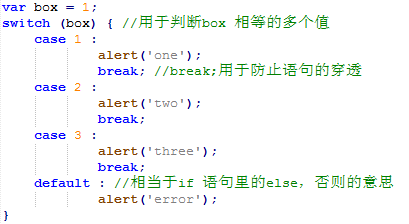 var box = 1;
switch (box) { //用于判断box 相等的多个值
case 1 :
alert('one');
break; //break;用于防止语句的穿透
case 2 :
alert('two');
break;
case 3 :
alert('three');
break;
default : //相当于if 语句里的else，否则的意思
alert('error');
}